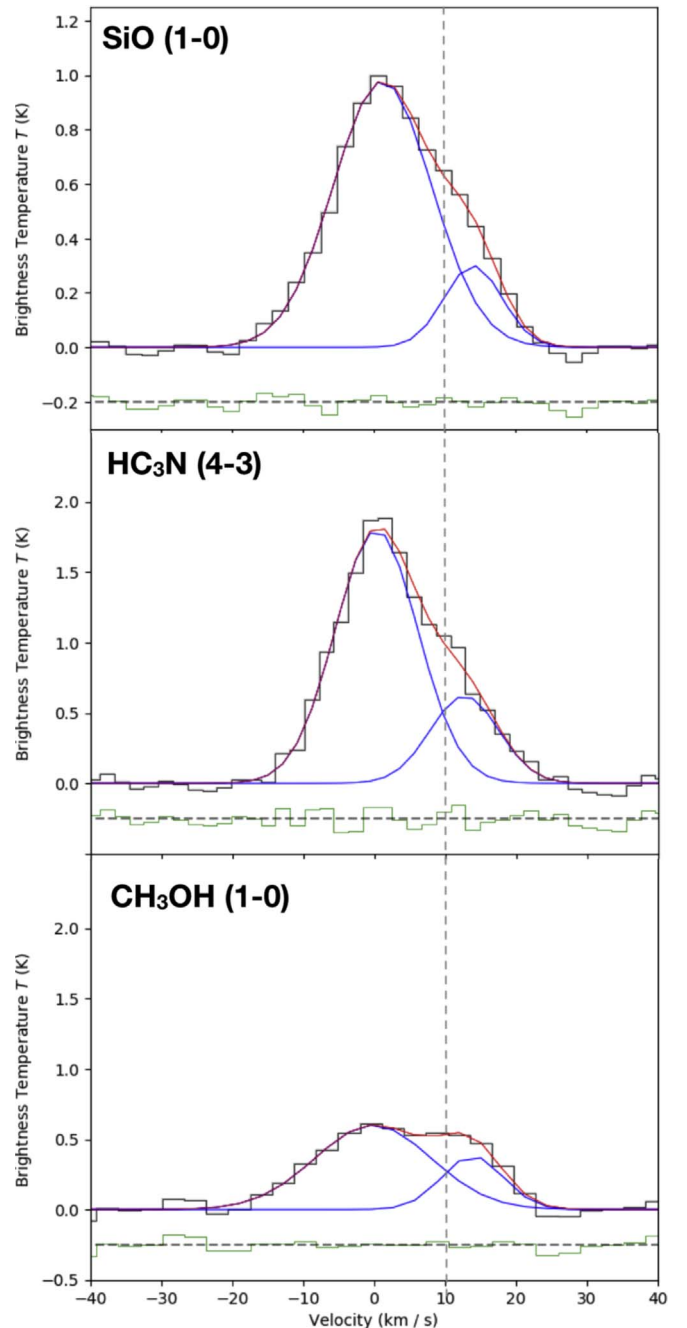 SiO (1-0)
Brightness Temperature T (K)
1.2
1.0
0.8
0.6
0.4
0.2
0.0
−0.2
HC₃N (4-3)
Brightness Temperature T (K)
2.0
1.5
1.0
0.5
0.0
CH₃OH (1-0)
Brightness Temperature T (K)
2.0
1.5
1.0
0.5
0.0
−0.5
−40 −30 −20 −10 0 10 20 30 40
Velocity (km / s)